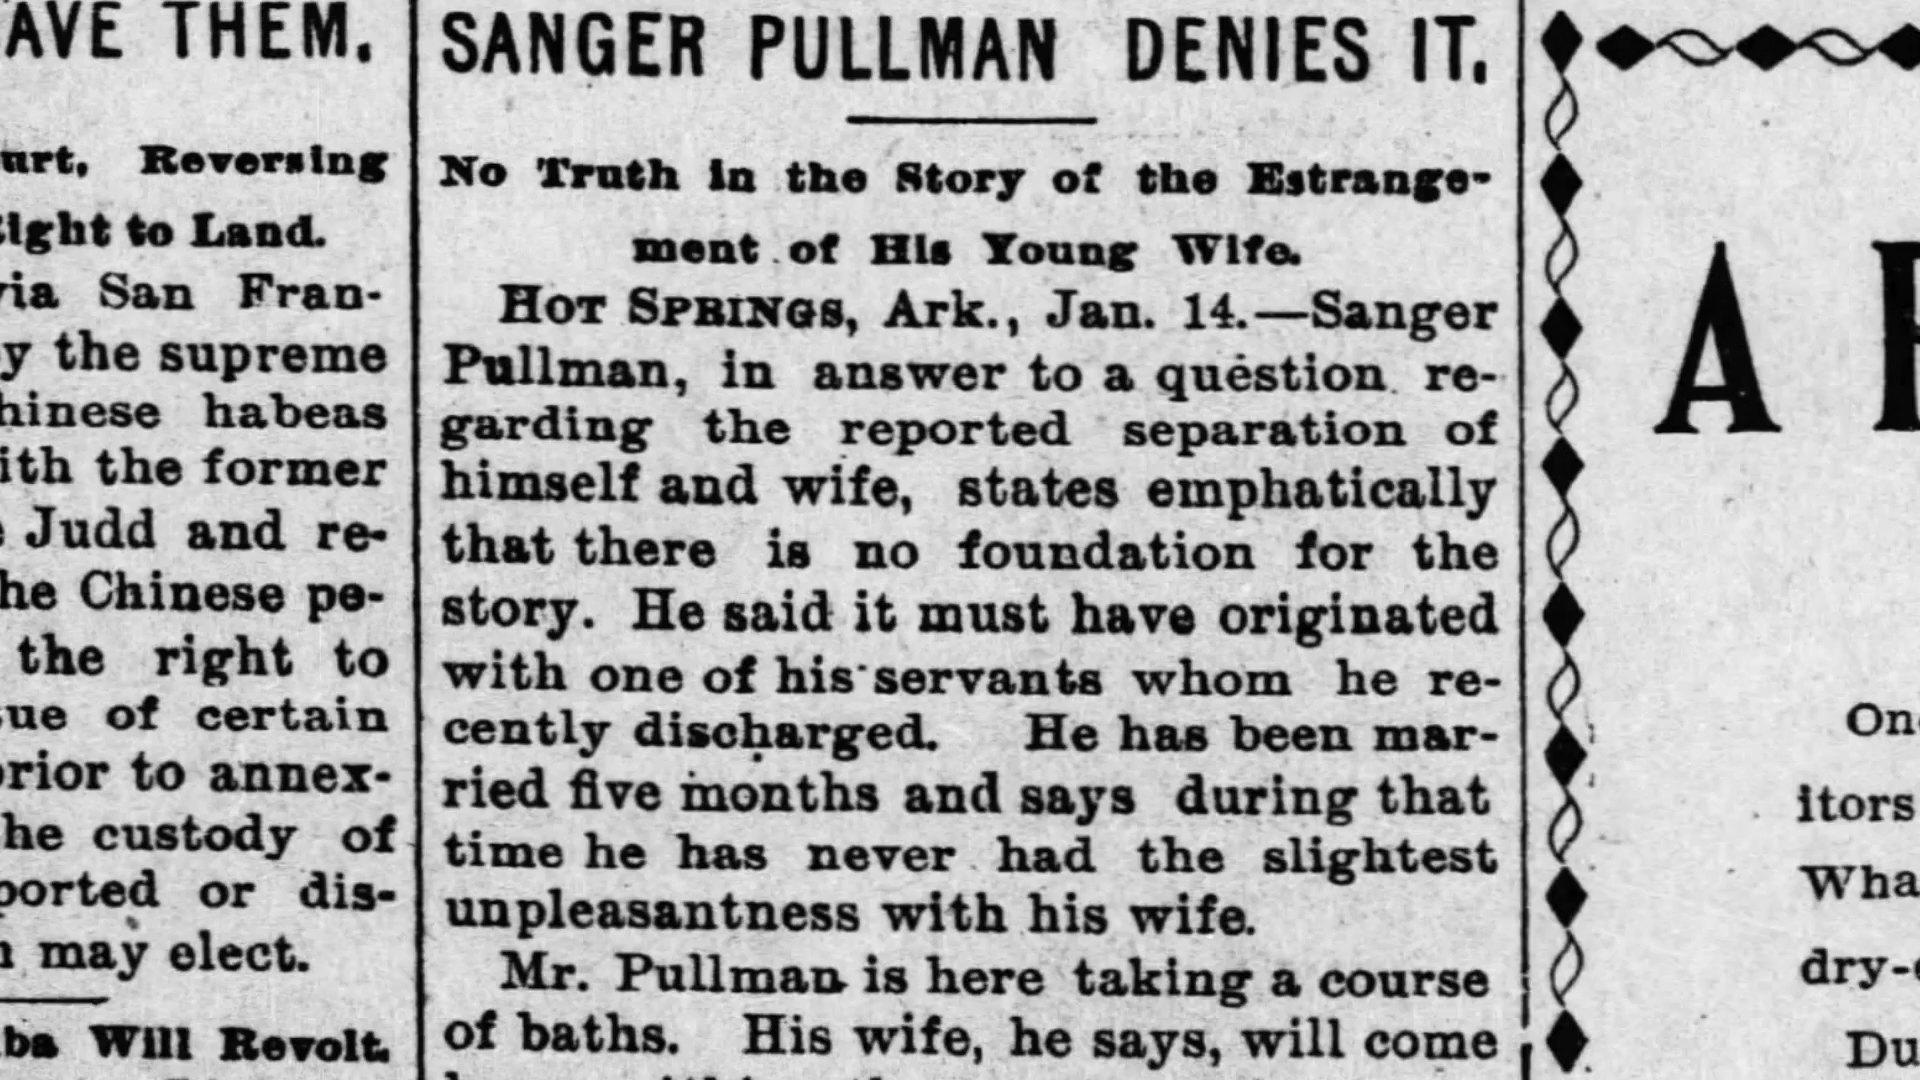 AVE THEM.
urt, Reversing
ight to Land.
via San Fran-
y the supreme
hinese habeas
ith the former
Judd and re-
he Chinese pe-
the right to
ue of certain
rior to annex-
he custody of
ported or dis-
may elect.
ba Will Revolt.
SANGER PULLMAN DENIES IT.
No Truth in the Story of the Estrange-
ment of His Young Wife.
HOT SPRINGS, Ark., Jan. 14.—Sanger
Pullman, in answer to a question re-
garding the reported separation of
himself and wife, states emphatically
that there is no foundation for the
story. He said it must have originated
with one of his servants whom he re-
cently discharged. He has been mar-
ried five months and says during that
time he has never had the slightest
unpleasantness with his wife.
Mr. Pullman is here taking a course
of baths. His wife, he says, will come
A
On
itors
Wha
dry-
Du